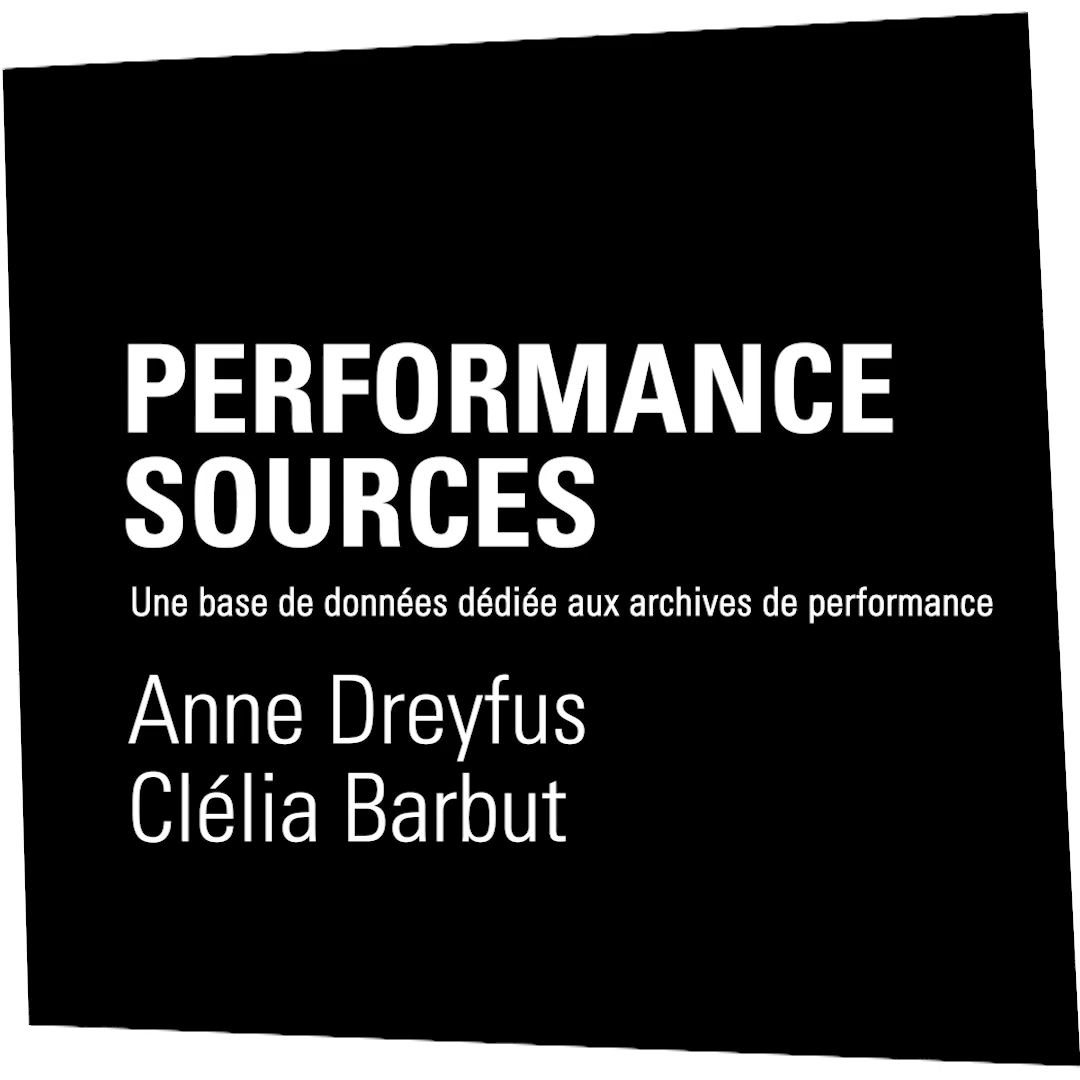 PERFORMANCE
SOURCES
Une base de données dédiée aux archives de performance
Anne Dreyfus
Clélia Barbut